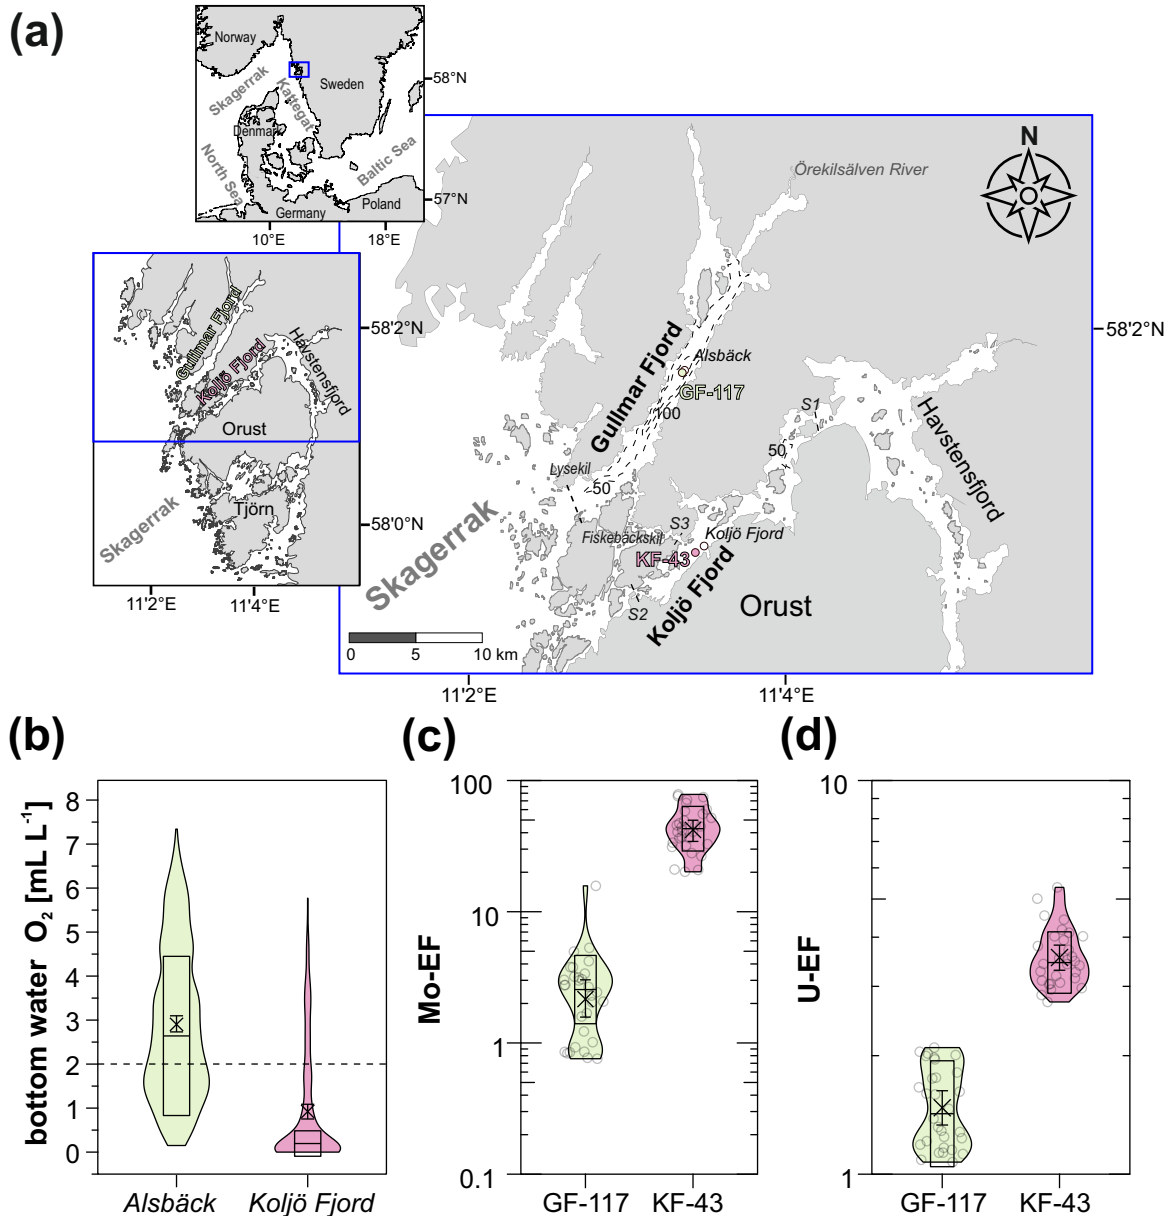 (a)
Norway
Skagerrak
Kattegat
Sweden
Denmark
North Sea
Baltic Sea
Germany
Poland
58°N
57°N
10°E
18°E
N
Örekilsälven River
58'2°N
Gullmar Fjord
Alsbäck
GF-117
100
S1
50
Havstensfjord
Lysekil
50
Fiskebäckskil
S3
Koljö Fjord
KF-43
Skagerrak
S2
Koljö Fjord
Orust
0 5 10 km
11'2°E
11'4°E
Gullmar Fjord
Koljö Fjord
Havstensfjord
Orust
Tjörn
Skagerrak
58'2°N
58'0°N
11'2°E
11'4°E
(b)
bottom water O₂ [mL L⁻¹]
8
7
6
5
4
3
2
1
0
Alsbäck
Koljö Fjord
(c)
Mo-EF
100
10
1
0.1
GF-117
KF-43
(d)
U-EF
10
1
GF-117
KF-43